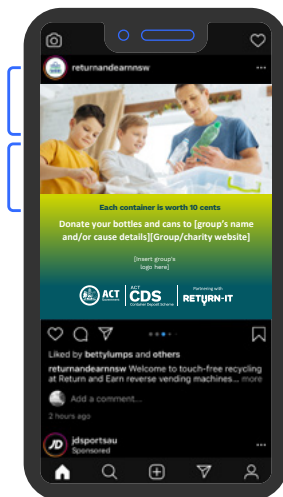 returnandearnnsw
Each container is worth 10 cents
Donate your bottles and cans to [group's name
and/or cause details][Group/charity website]
[Insert group's
logo here]
ACT
Government
ACT
CDS
Container Deposit Scheme
Partnering with
RETURN-IT
Liked by bettylumps and others
returnandearnnsw Welcome to touch-free recycling
at Return and Earn reverse vending machines... more
Add a comment...
2 hours ago
JD
jdsportsau
Sponsored